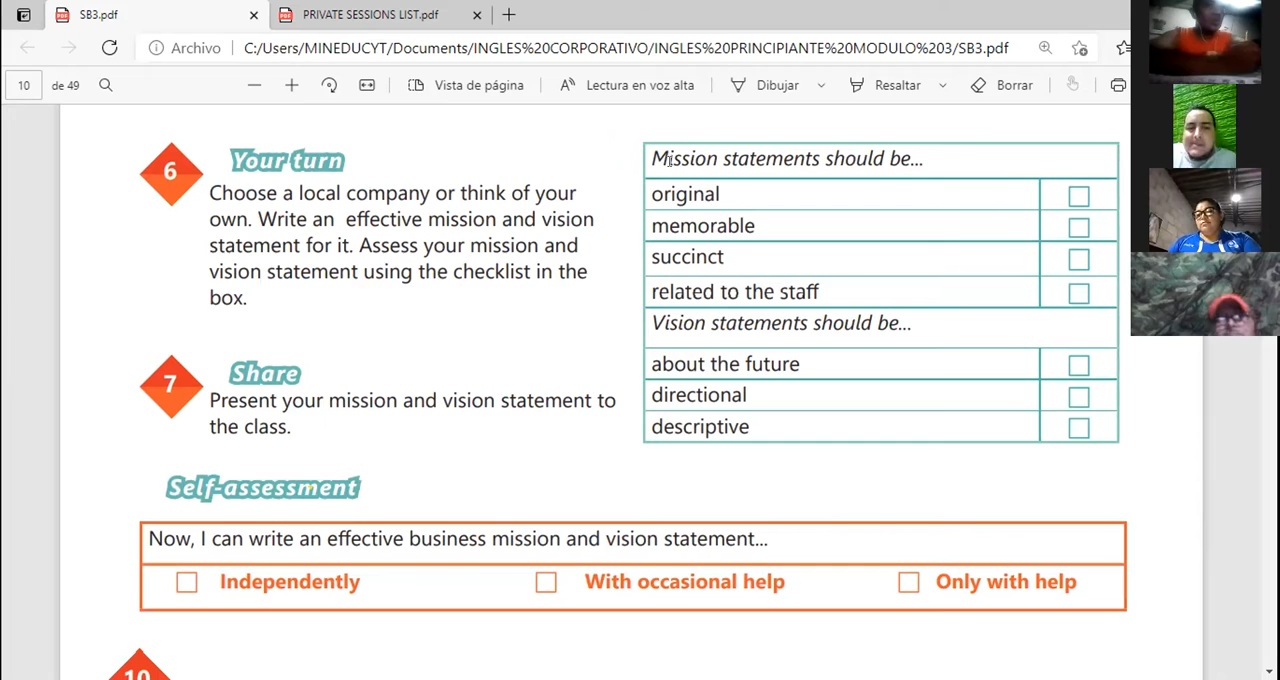 SB3.pdf
PRIVATE SESSIONS LIST.pdf
Archivo
C:/Users/MINEDUCYT/Documents/INGLES%20CORPORATIVO/INGLES%20PRINCIPIANTE%20MODULO%203/SB3.pdf
10 de 49
Vista de página
Lectura en voz alta
Dibujar
Resaltar
Borrar
6
Your turn
Choose a local company or think of your
own. Write an effective mission and vision
statement for it. Assess your mission and
vision statement using the checklist in the
box.
7
Share
Present your mission and vision statement to
the class.
Mission statements should be...
original
memorable
succinct
related to the staff
Vision statements should be...
about the future
directional
descriptive
Self-assessment
Now, I can write an effective business mission and vision statement...
Independently
With occasional help
Only with help
10